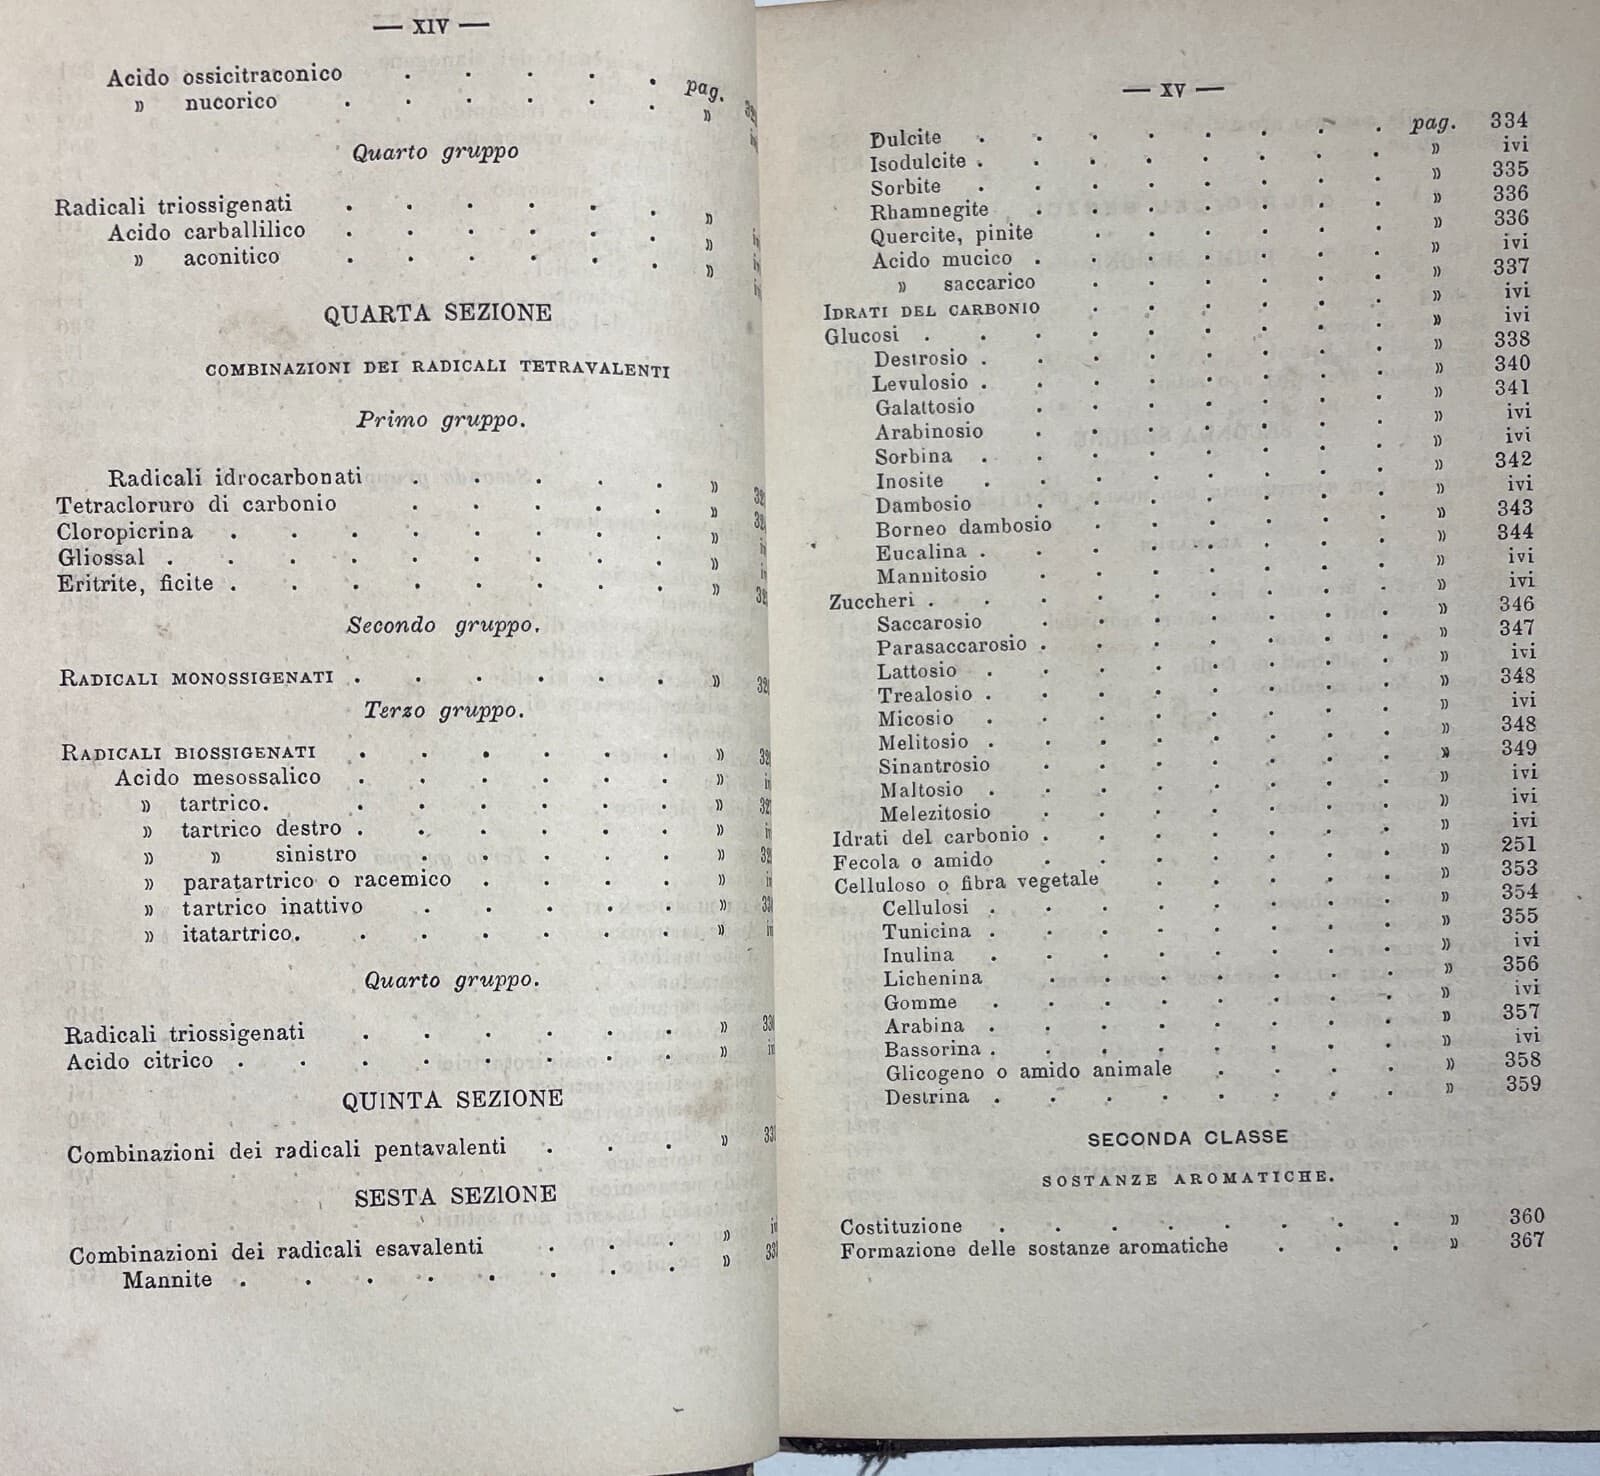 — XIV —
Acido ossicitraconico . . . . . pag.
» nucorico . . . . . . »
Quarto gruppo
Radicali triossigenati . . . . . . »
Acido carballilico . . . . . . »
» aconitico . . . . . . »
QUARTA SEZIONE
COMBINAZIONI DEI RADICALI TETRAVALENTI
Primo gruppo.
Radicali idrocarbonati . . . . . »
Tetracloruro di carbonio . . . . . »
Cloropicrina . . . . . . . . »
Gliossal . . . . . . . . . »
Eritrite, ficite . . . . . . . . »
Secondo gruppo.
RADICALI MONOSSIGENATI . . . . . . »
Terzo gruppo.
RADICALI BIOSSIGENATI . . . . . . »
Acido mesossalico . . . . . . »
» tartrico. . . . . . . »
» tartrico destro . . . . . . »
» » sinistro . . . . . »
» paratartrico o racemico . . . . »
» tartrico inattivo . . . . . »
» itatartrico. . . . . . . »
Quarto gruppo.
Radicali triossigenati . . . . . . »
Acido citrico . . . . . . . . »
QUINTA SEZIONE
Combinazioni dei radicali pentavalenti . . . »
SESTA SEZIONE
Combinazioni dei radicali esavalenti . . . »
Mannite . . . . . . . . »
— XV —
Dulcite . . . . . . . . pag. 334
Isodulcite . . . . . . . . » ivi
Sorbite . . . . . . . . » 335
Rhamnegite . . . . . . . » 336
Quercite, pinite . . . . . . » 336
Acido mucico . . . . . . . » ivi
» saccarico . . . . . . » 337
IDRATI DEL CARBONIO . . . . . . » ivi
Glucosi . . . . . . . . . » ivi
Destrosio . . . . . . . . » 338
Levulosio . . . . . . . . » 340
Galattosio . . . . . . . » 341
Arabinosio . . . . . . . » ivi
Sorbina . . . . . . . . » ivi
Inosite . . . . . . . . » 342
Dambosio . . . . . . . » ivi
Borneo dambosio . . . . . . » 343
Eucalina . . . . . . . . » 344
Mannitosio . . . . . . . » ivi
Zuccheri . . . . . . . . . » ivi
Saccarosio . . . . . . . » 346
Parasaccarosio . . . . . . . » 347
Lattosio . . . . . . . . » ivi
Trealosio . . . . . . . . » 348
Micosio . . . . . . . . » ivi
Melitosio . . . . . . . . » 348
Sinantrosio . . . . . . . » 349
Maltosio . . . . . . . . » ivi
Melezitosio . . . . . . . » ivi
Idrati del carbonio . . . . . . . » ivi
Fecola o amido . . . . . . . » 251
Celluloso o fibra vegetale . . . . . » 353
Cellulosi . . . . . . . . » 354
Tunicina . . . . . . . . » 355
Inulina . . . . . . . . » ivi
Lichenina . . . . . . . » 356
Gomme . . . . . . . . » ivi
Arabina . . . . . . . . » 357
Bassorina . . . . . . . . » ivi
Glicogeno o amido animale . . . . » 358
Destrina . . . . . . . . » 359
SECONDA CLASSE
SOSTANZE AROMATICHE.
Costituzione . . . . . . . . » 360
Formazione delle sostanze aromatiche . . . » 367